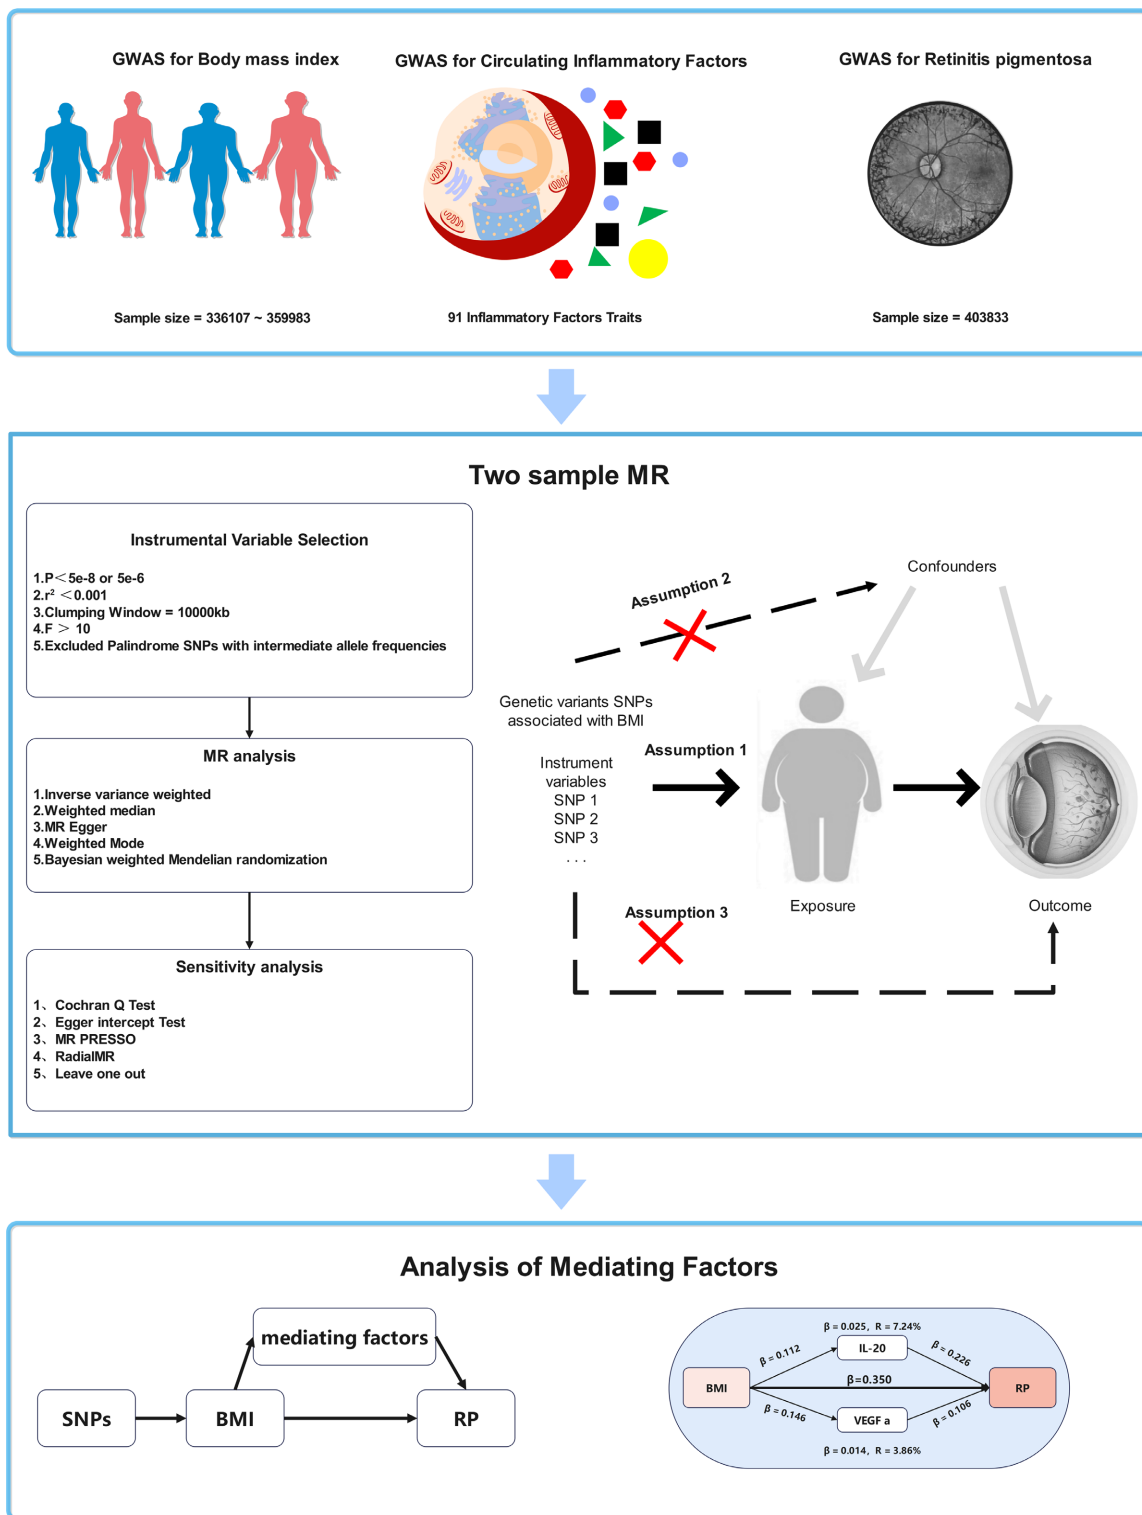 GWAS for Body mass index
GWAS for Circulating Inflammatory Factors
GWAS for Retinitis pigmentosa
Sample size = 336107 ~ 359983
91 Inflammatory Factors Traits
Sample size = 403833
Two sample MR
Instrumental Variable Selection
1.P＜5e-8 or 5e-6
2.r² ＜0.001
3.Clumping Window = 10000kb
4.F ＞ 10
5.Excluded Palindrome SNPs with intermediate allele frequencies
MR analysis
1.Inverse variance weighted
2.Weighted median
3.MR Egger
4.Weighted Mode
5.Bayesian weighted Mendelian randomization
Sensitivity analysis
1、Cochran Q Test
2、Egger intercept Test
3、MR PRESSO
4、RadialMR
5、Leave one out
Assumption 2
Confounders
Genetic variants SNPs
associated with BMI
Assumption 1
Instrument
variables
SNP 1
SNP 2
SNP 3
. . .
Assumption 3
Exposure
Outcome
Analysis of Mediating Factors
mediating factors
SNPs
BMI
RP
β = 0.025, R = 7.24%
β = 0.112
IL-20
β = 0.226
BMI
β=0.350
RP
β = 0.146
VEGF a
β = 0.106
β = 0.014, R = 3.86%